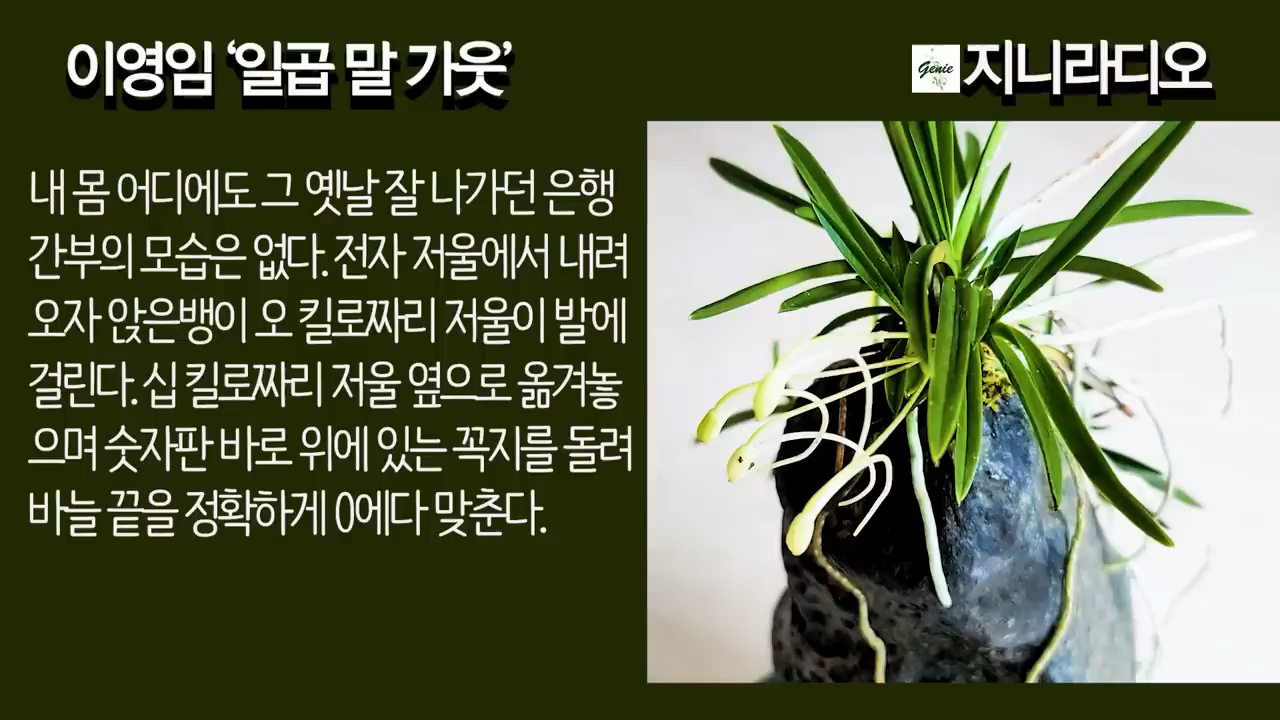 이영임 ‘일곱 말 가웃’
Genie 지니라디오
내 몸 어디에도 그 옛날 잘 나가던 은행
간부의 모습은 없다. 전자 저울에서 내려
오자 앉은뱅이 오 킬로짜리 저울이 발에
걸린다. 십 킬로짜리 저울 옆으로 옮겨놓
으며 숫자판 바로 위에 있는 꼭지를 돌려
바늘 끝을 정확하게 0에다 맞춘다.